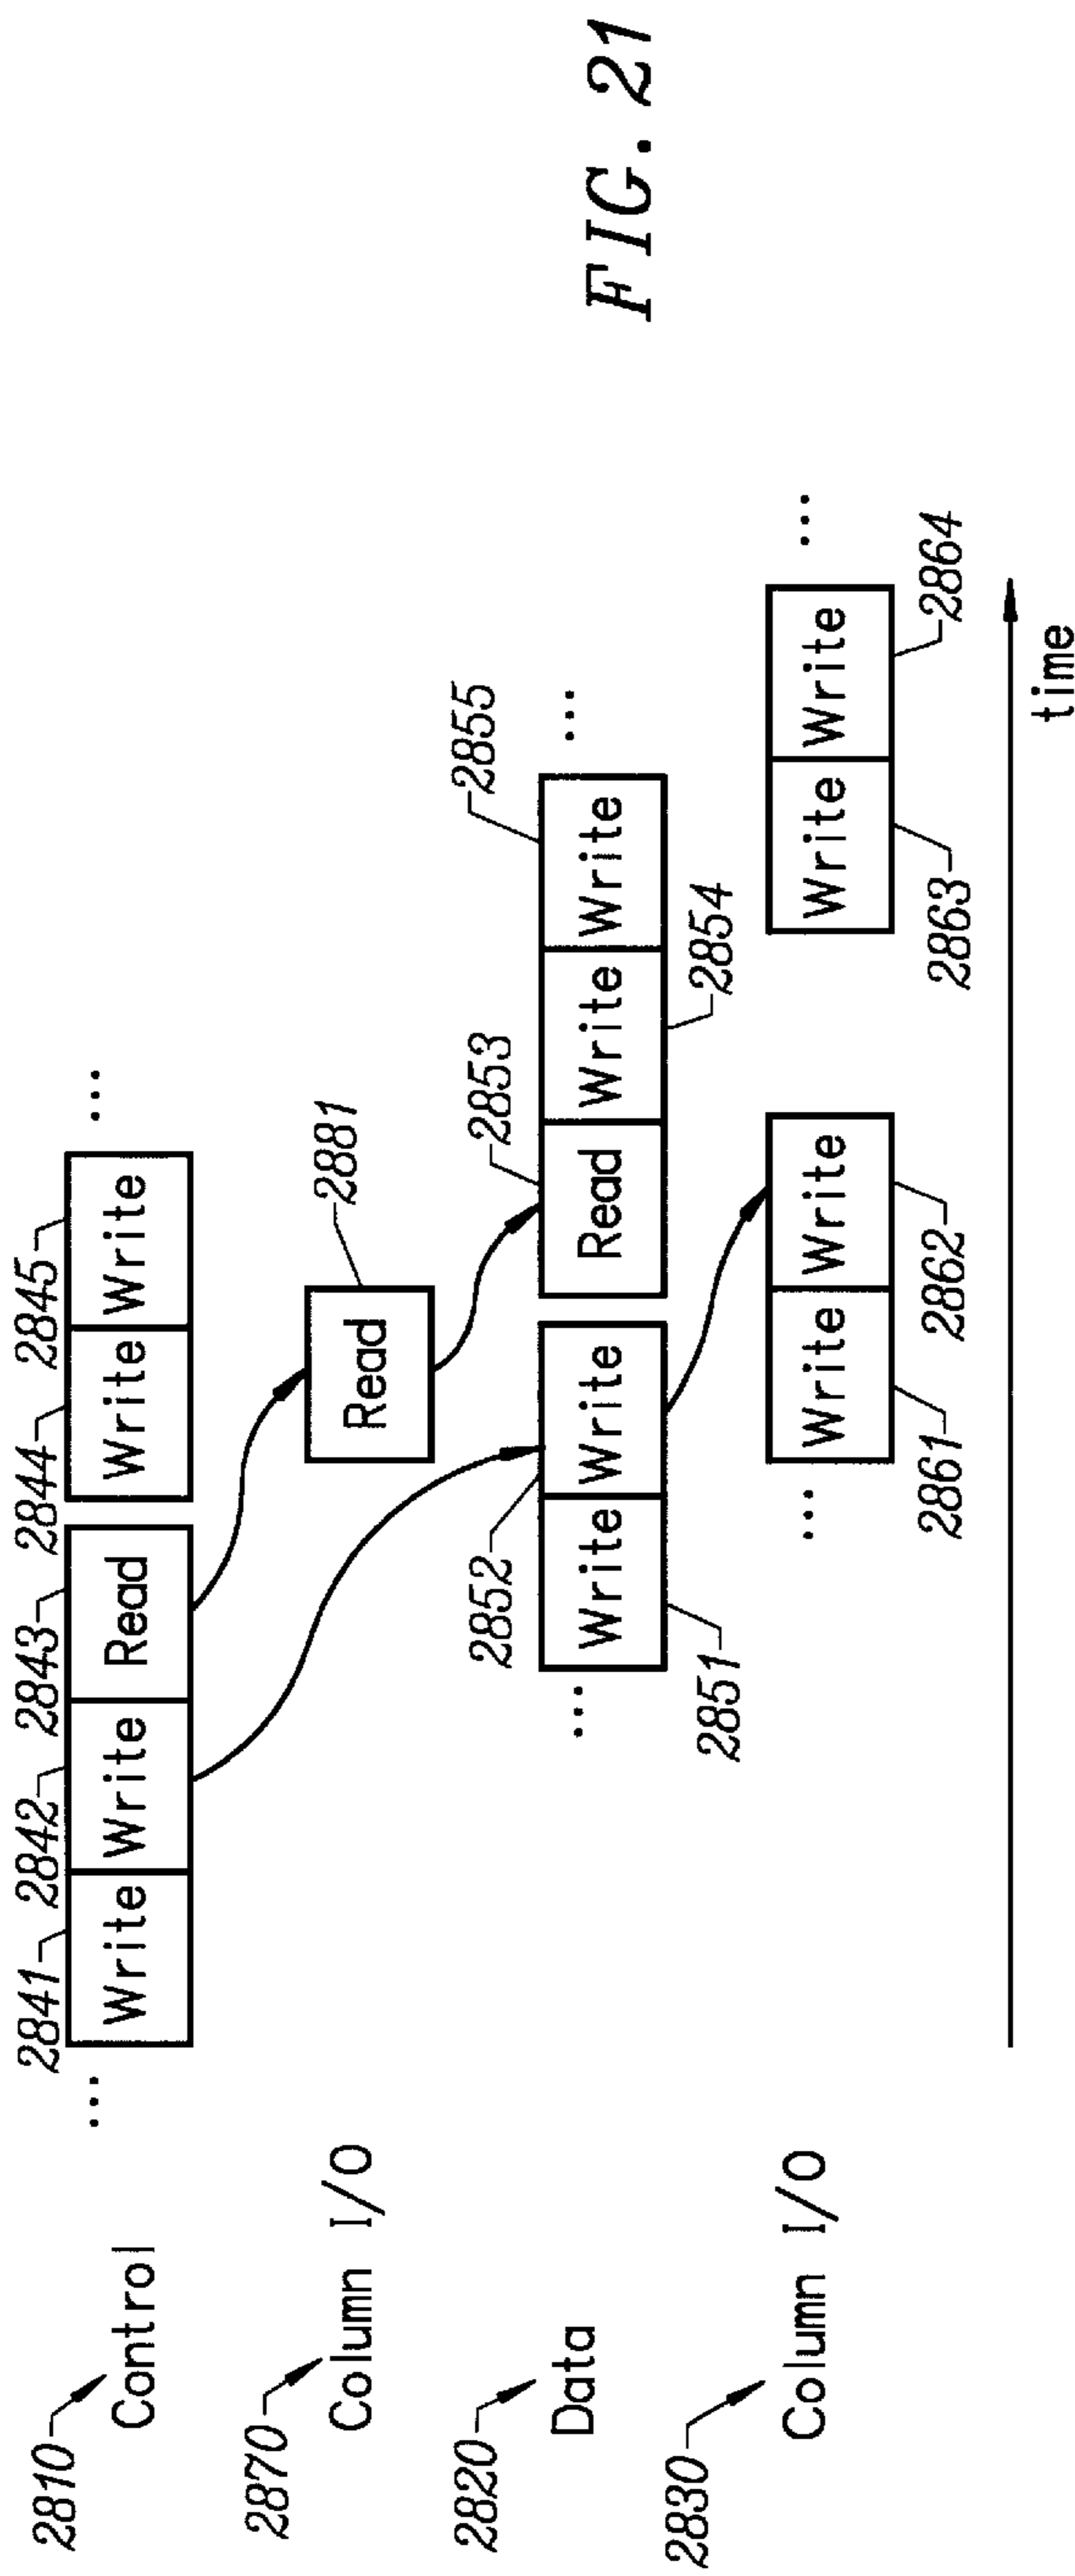 2810 Control ... 2841 Write 2842 Write 2843 Read 2844 Write 2845 Write ...
2870 Column I/O Read 2881
2820 Data ... 2851 Write 2852 Write 2853 Read 2854 Write 2855 Write ...
2830 Column I/O ... 2861 Write 2862 Write 2863 Write 2864 Write ...
time
FIG. 21